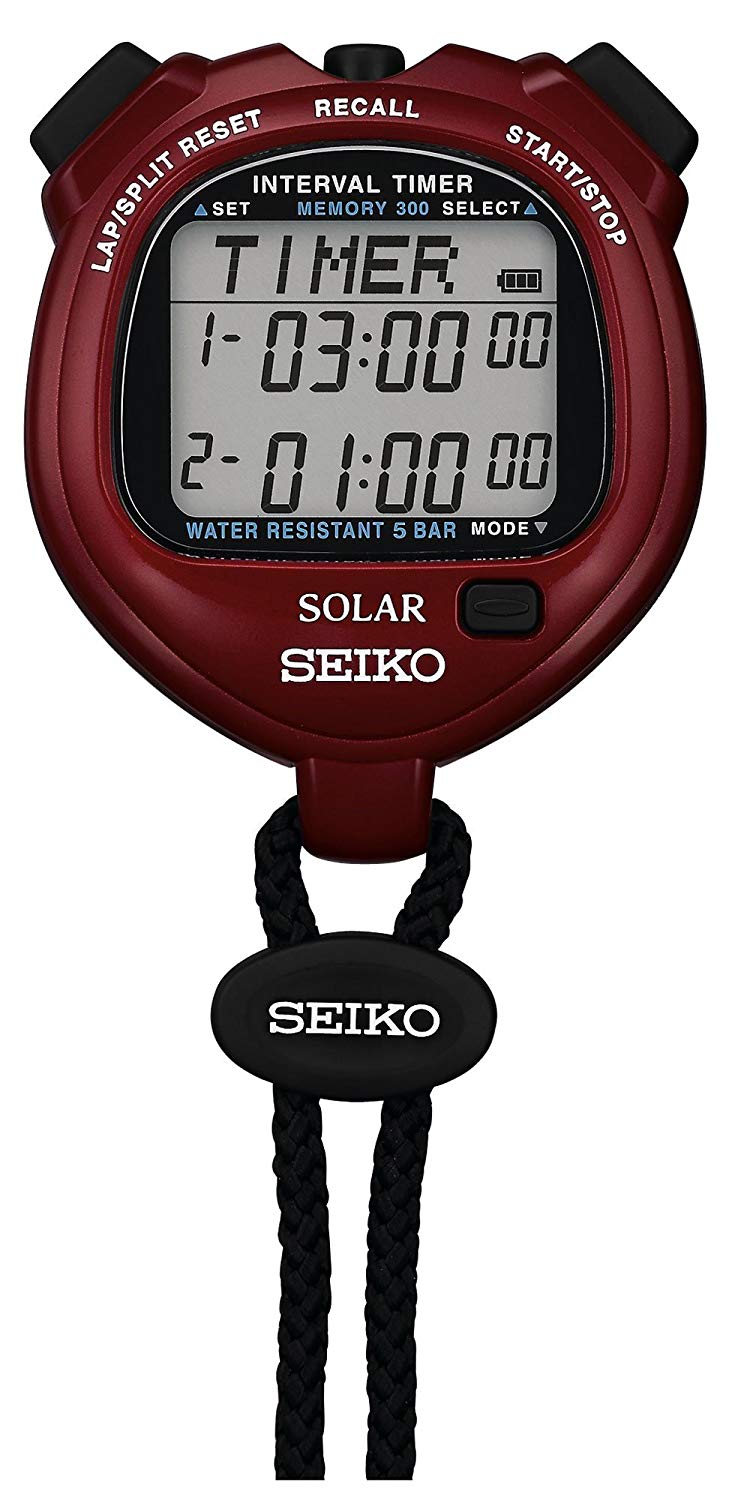 LAP/SPLIT RESET
RECALL
START/STOP
INTERVAL TIMER
▲SET MEMORY 300 SELECT▲
TIMER
1- 03:00 00
2- 01:00 00
WATER RESISTANT 5 BAR MODE▼
SOLAR
SEIKO
SEIKO